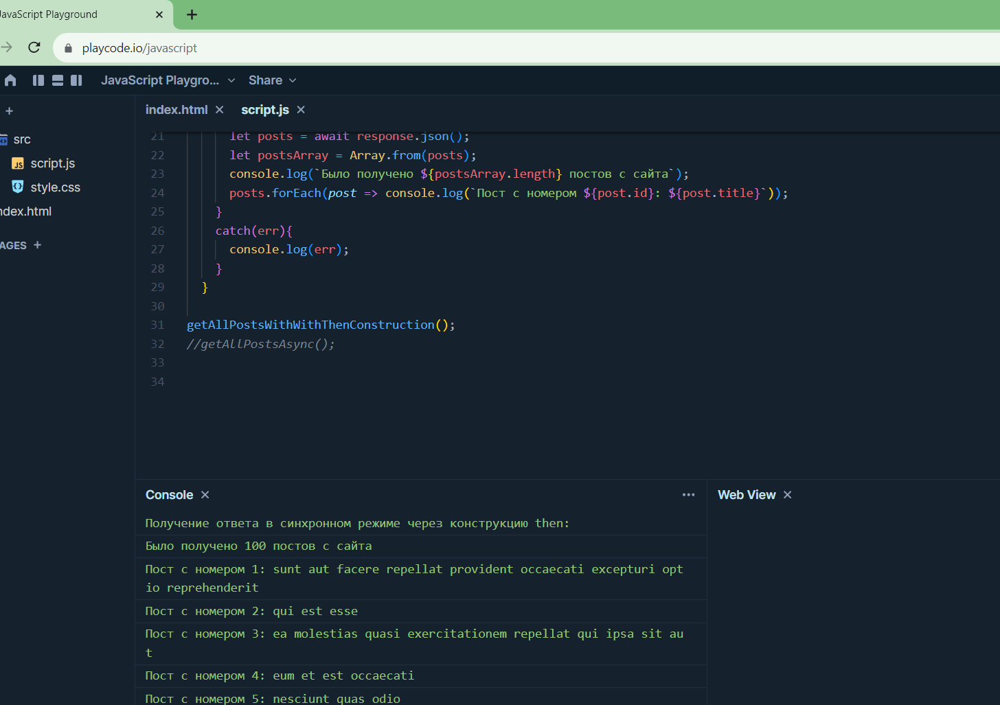 JavaScript Playground
playcode.io/javascript
JavaScript Playgro...
Share
src
script.js
style.css
ndex.html
AGES +
index.html
script.js
21 let posts = await response.json();
22 let postsArray = Array.from(posts);
23 console.log(`Было получено ${postsArray.length} постов с сайта`);
24 posts.forEach(post => console.log(`Пост с номером ${post.id}: ${post.title}`));
25 }
26 catch(err){
27 console.log(err);
28 }
29 }
30
31 getAllPostsWithWithThenConstruction();
32 //getAllPostsAsync();
33
34
Console
Получение ответа в синхронном режиме через конструкцию then:
Было получено 100 постов с сайта
Пост с номером 1: sunt aut facere repellat provident occaecati excepturi opt
io reprehenderit
Пост с номером 2: qui est esse
Пост с номером 3: ea molestias quasi exercitationem repellat qui ipsa sit au
t
Пост с номером 4: eum et est occaecati
Пост с номером 5: nesciunt quas odio
Web View